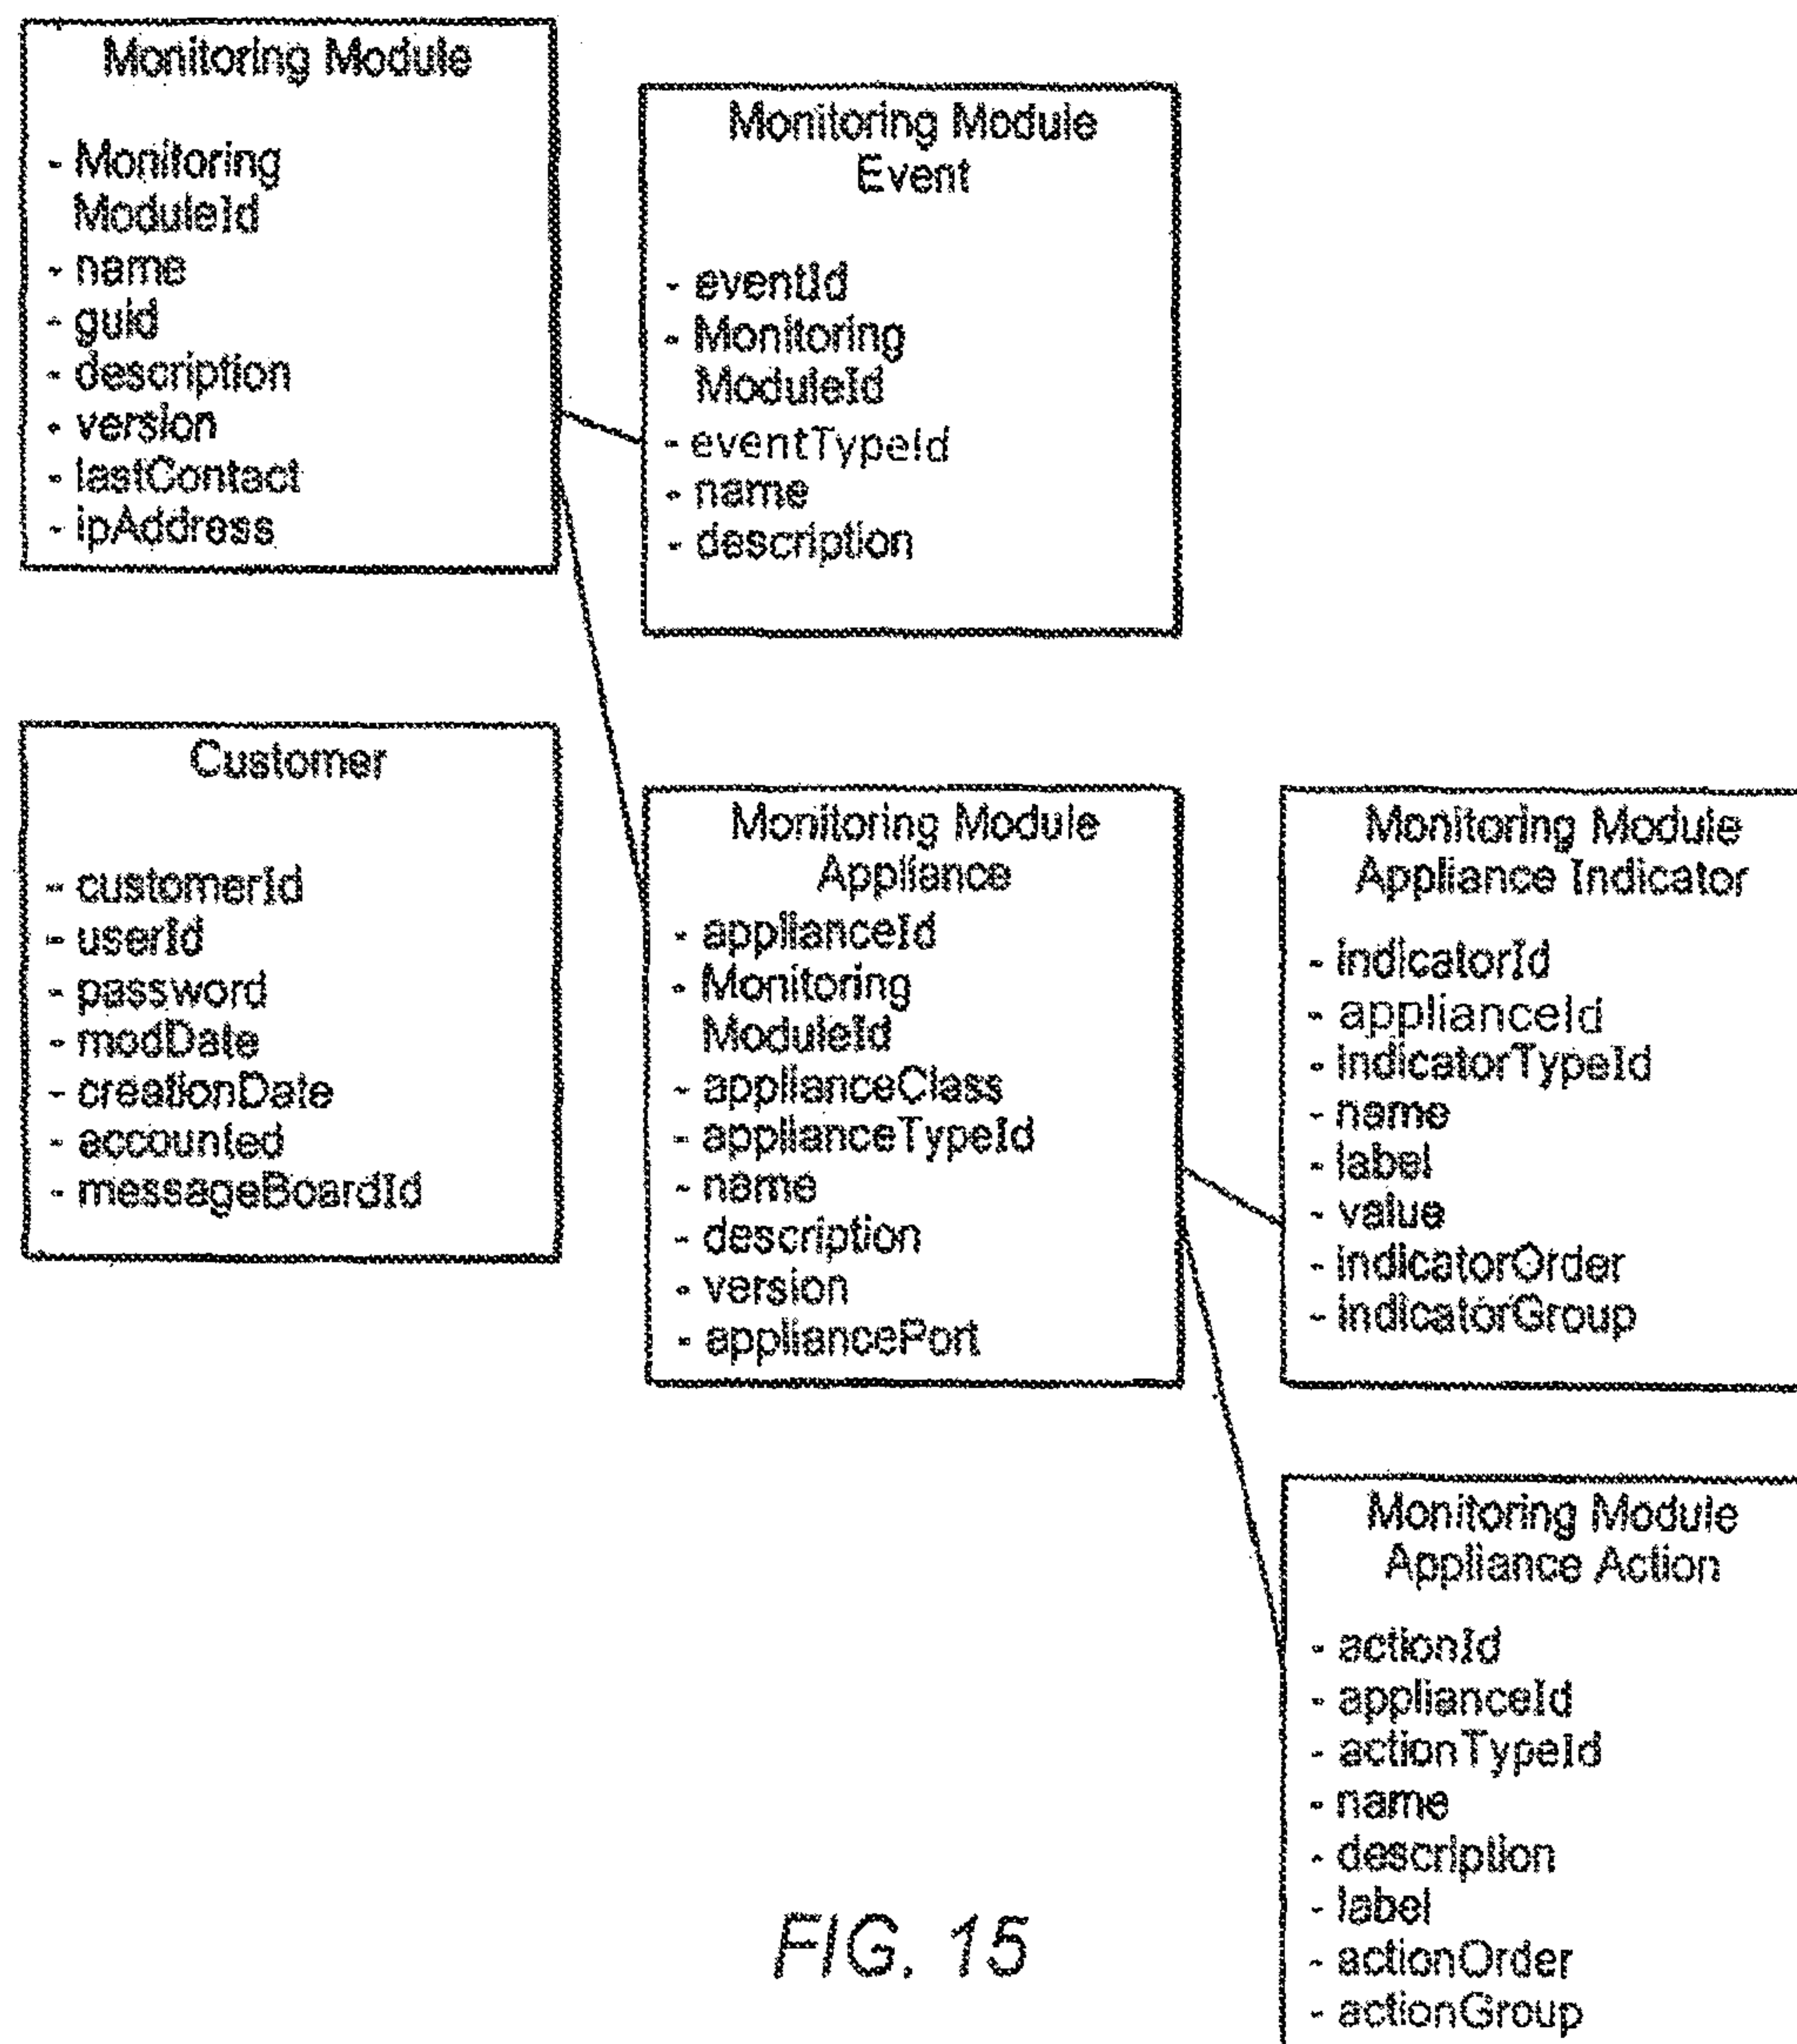 Monitoring Module
- Monitoring
ModuleId
- name
- guid
- description
- version
- lastContact
- ipAddress
Monitoring Module
Event
- eventId
- Monitoring
ModuleId
- eventTypeId
- name
- description
Customer
- customerId
- userId
- password
- modDate
- creationDate
- accounted
- messageBoardId
Monitoring Module
Appliance
- applianceId
- Monitoring
ModuleId
- applianceClass
- applianceTypeId
- name
- description
- version
- appliancePort
Monitoring Module
Appliance Indicator
- indicatorId
- applianceId
- indicatorTypeId
- name
- label
- value
- indicatorOrder
- indicatorGroup
Monitoring Module
Appliance Action
- actionId
- applianceId
- actionTypeId
- name
- description
- label
- actionOrder
- actionGroup
FIG. 15